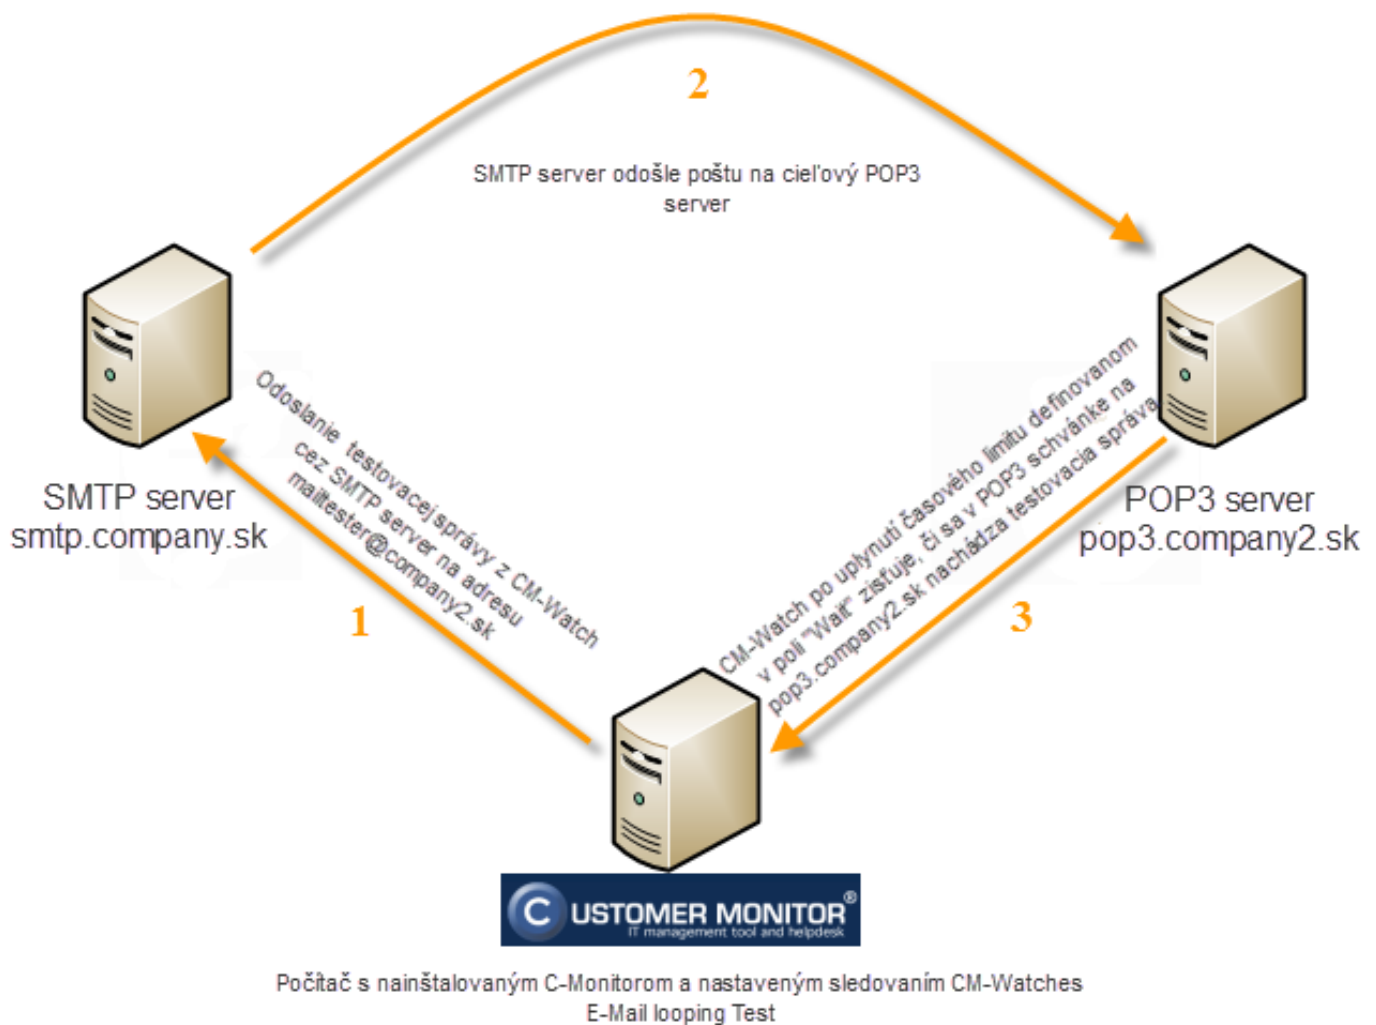 2
SMTP server odošle poštu na cieľový POP3
server
SMTP server
smtp.company.sk
POP3 server
pop3.company2.sk
Odoslanie testovacej správy z CM-Watch
cez SMTP server na adresu
mailtester@company2.sk
1
CM-Watch po uplynutí časového limitu definovanom
v poli "Wait" zisťuje, či sa v POP3 schvánke na
pop3.company2.sk nachádza testovacia správa
3
CUSTOMER MONITOR®
IT management tool and helpdesk
Počítač s nainštalovaným C-Monitorom a nastaveným sledovaním CM-Watches
E-Mail looping Test